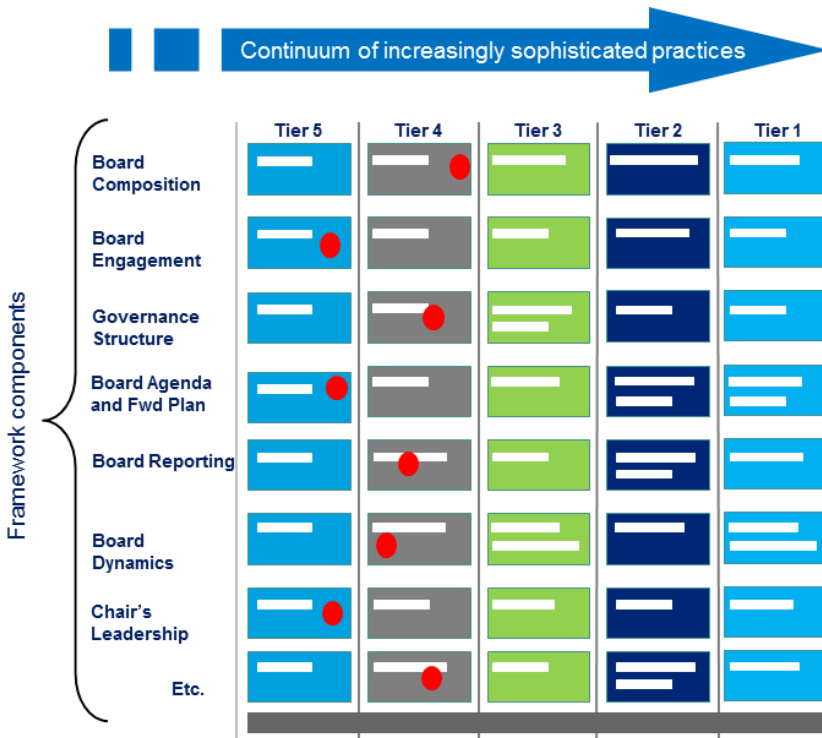 Continuum of increasingly sophisticated practices
Tier 5 Tier 4 Tier 3 Tier 2 Tier 1
Framework components
Board
Composition
Board
Engagement
Governance
Structure
Board Agenda
and Fwd Plan
Board Reporting
Board
Dynamics
Chair's
Leadership
Etc.